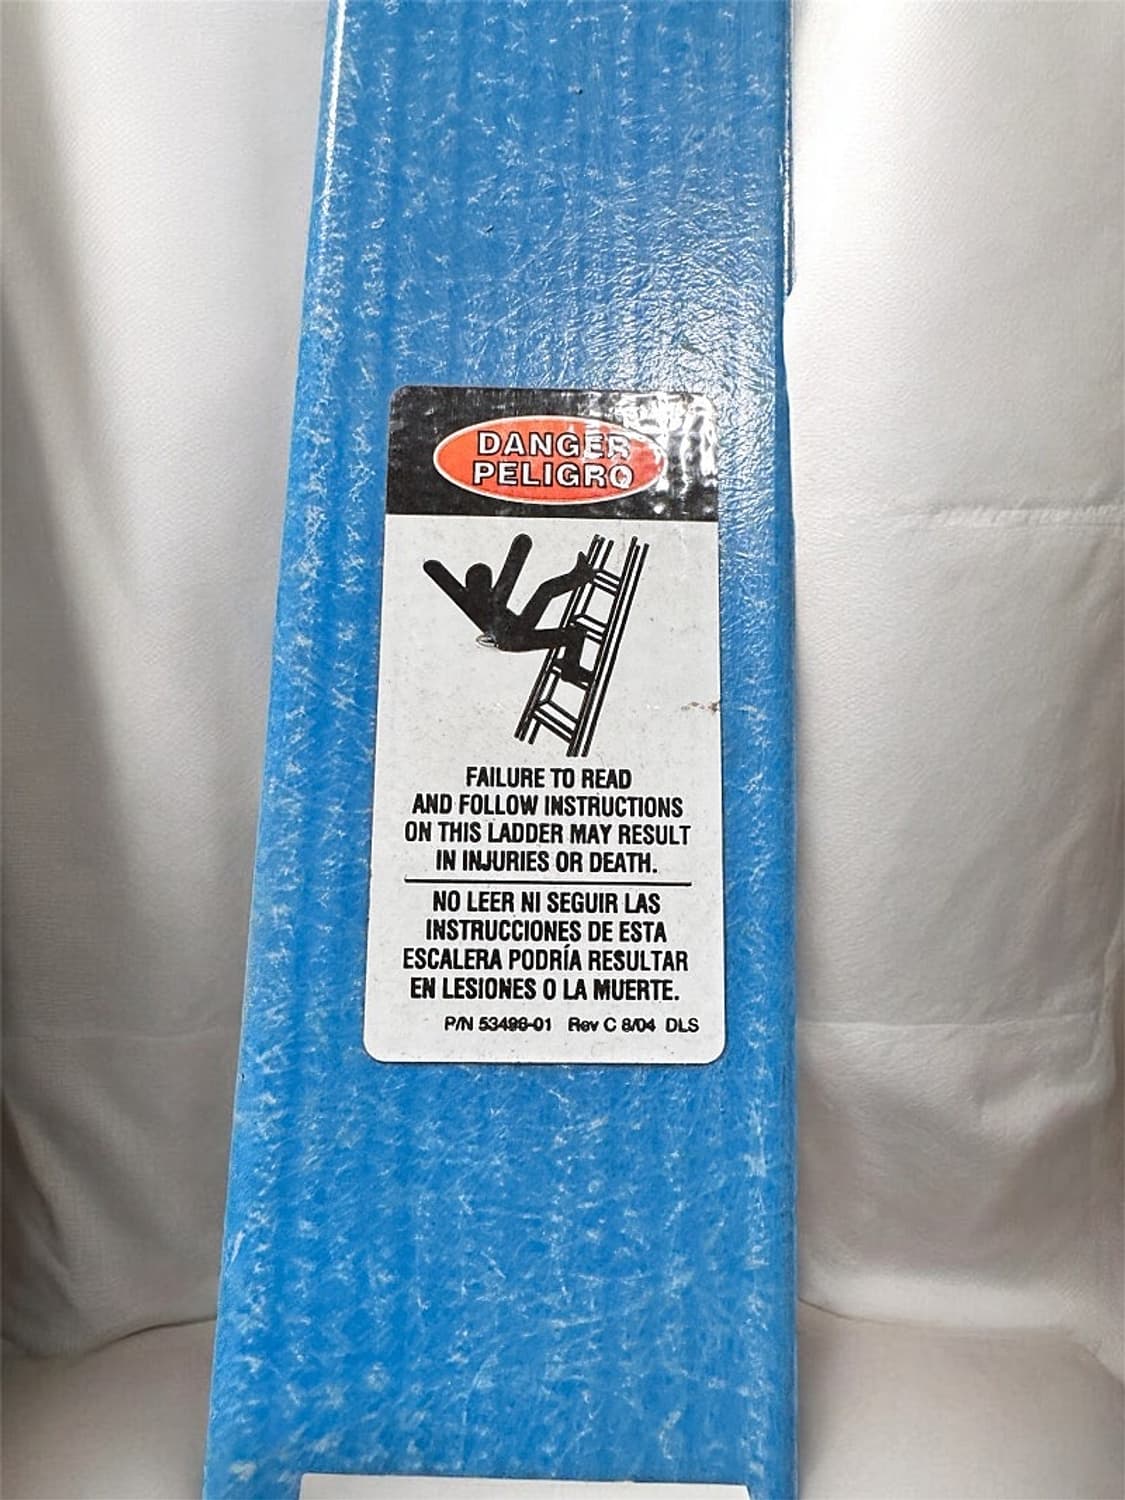 DANGER
PELIGRO
FAILURE TO READ
AND FOLLOW INSTRUCTIONS
ON THIS LADDER MAY RESULT
IN INJURIES OR DEATH.
NO LEER NI SEGUIR LAS
INSTRUCCIONES DE ESTA
ESCALERA PODRÍA RESULTAR
EN LESIONES O LA MUERTE.
P/N 53496-01 Rev C 8/04 DLS